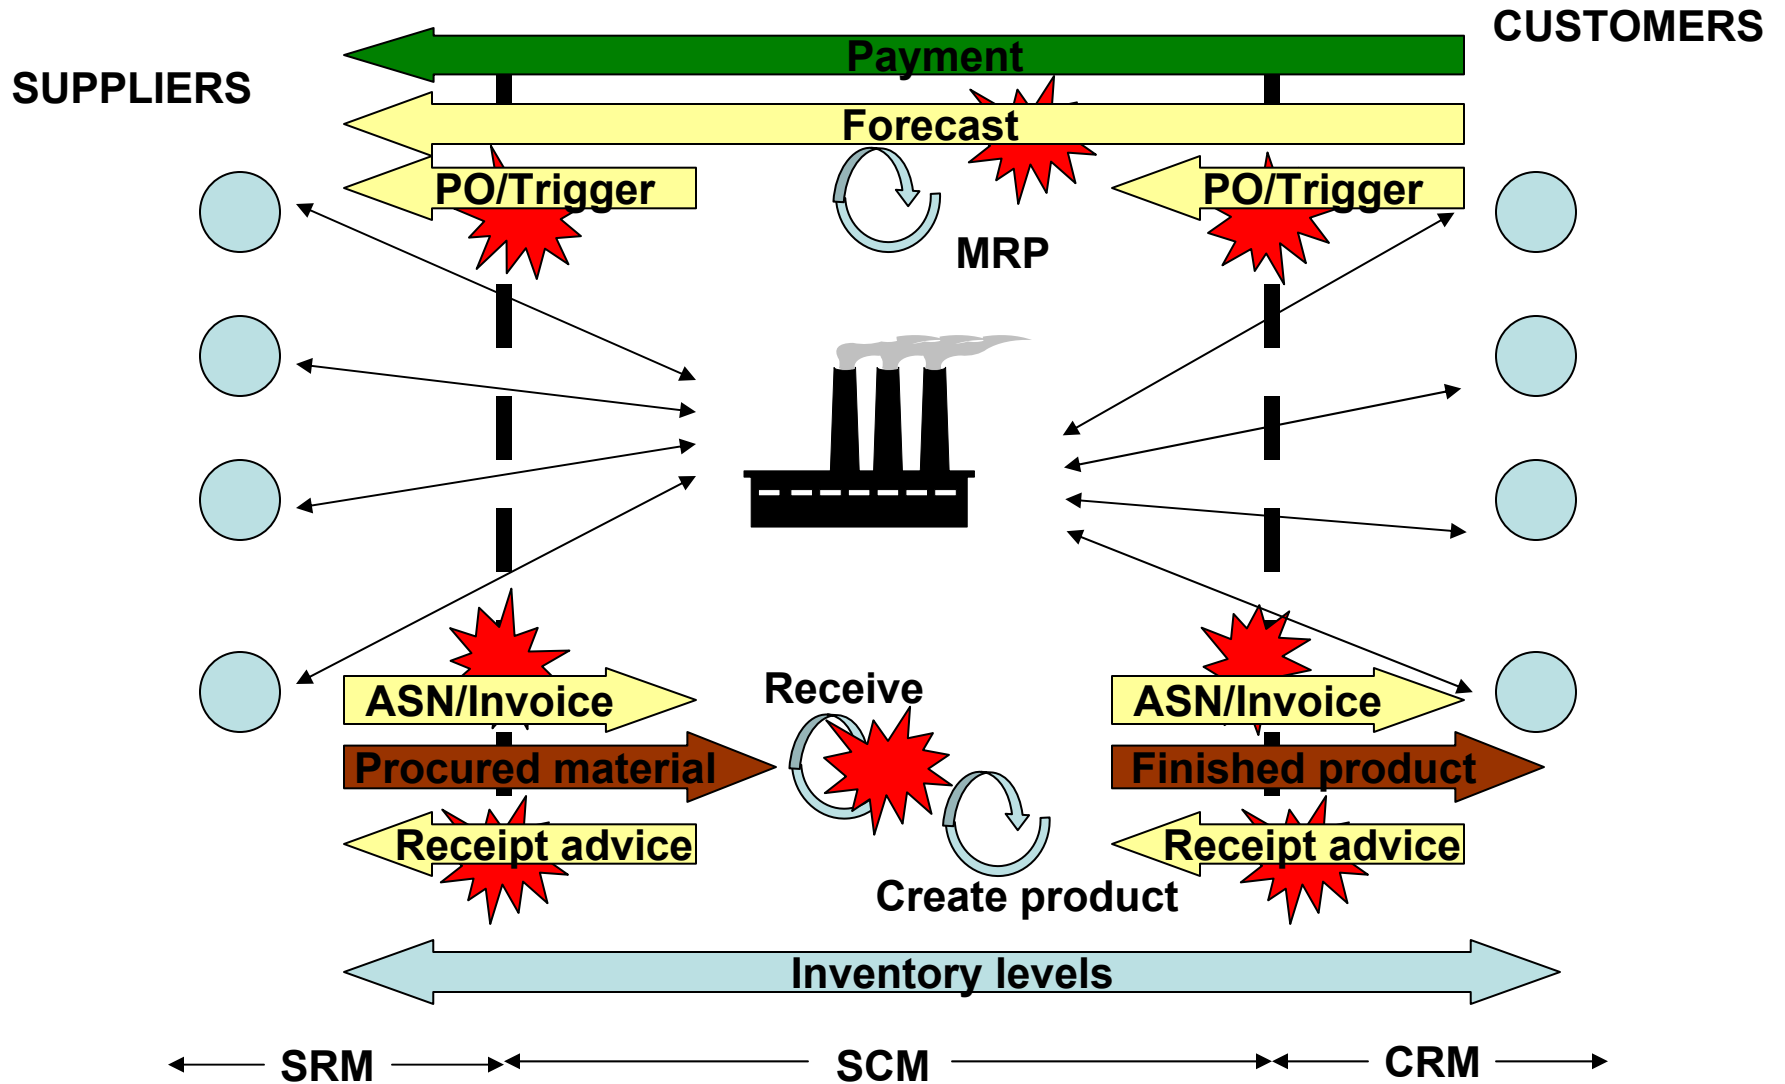 CUSTOMERS
SUPPLIERS
Payment
Forecast
PO/Trigger
PO/Trigger
MRP
Receive
ASN/Invoice
ASN/Invoice
Procured material
Finished product
Receipt advice
Receipt advice
Create product
Inventory levels
SRM
SCM
CRM